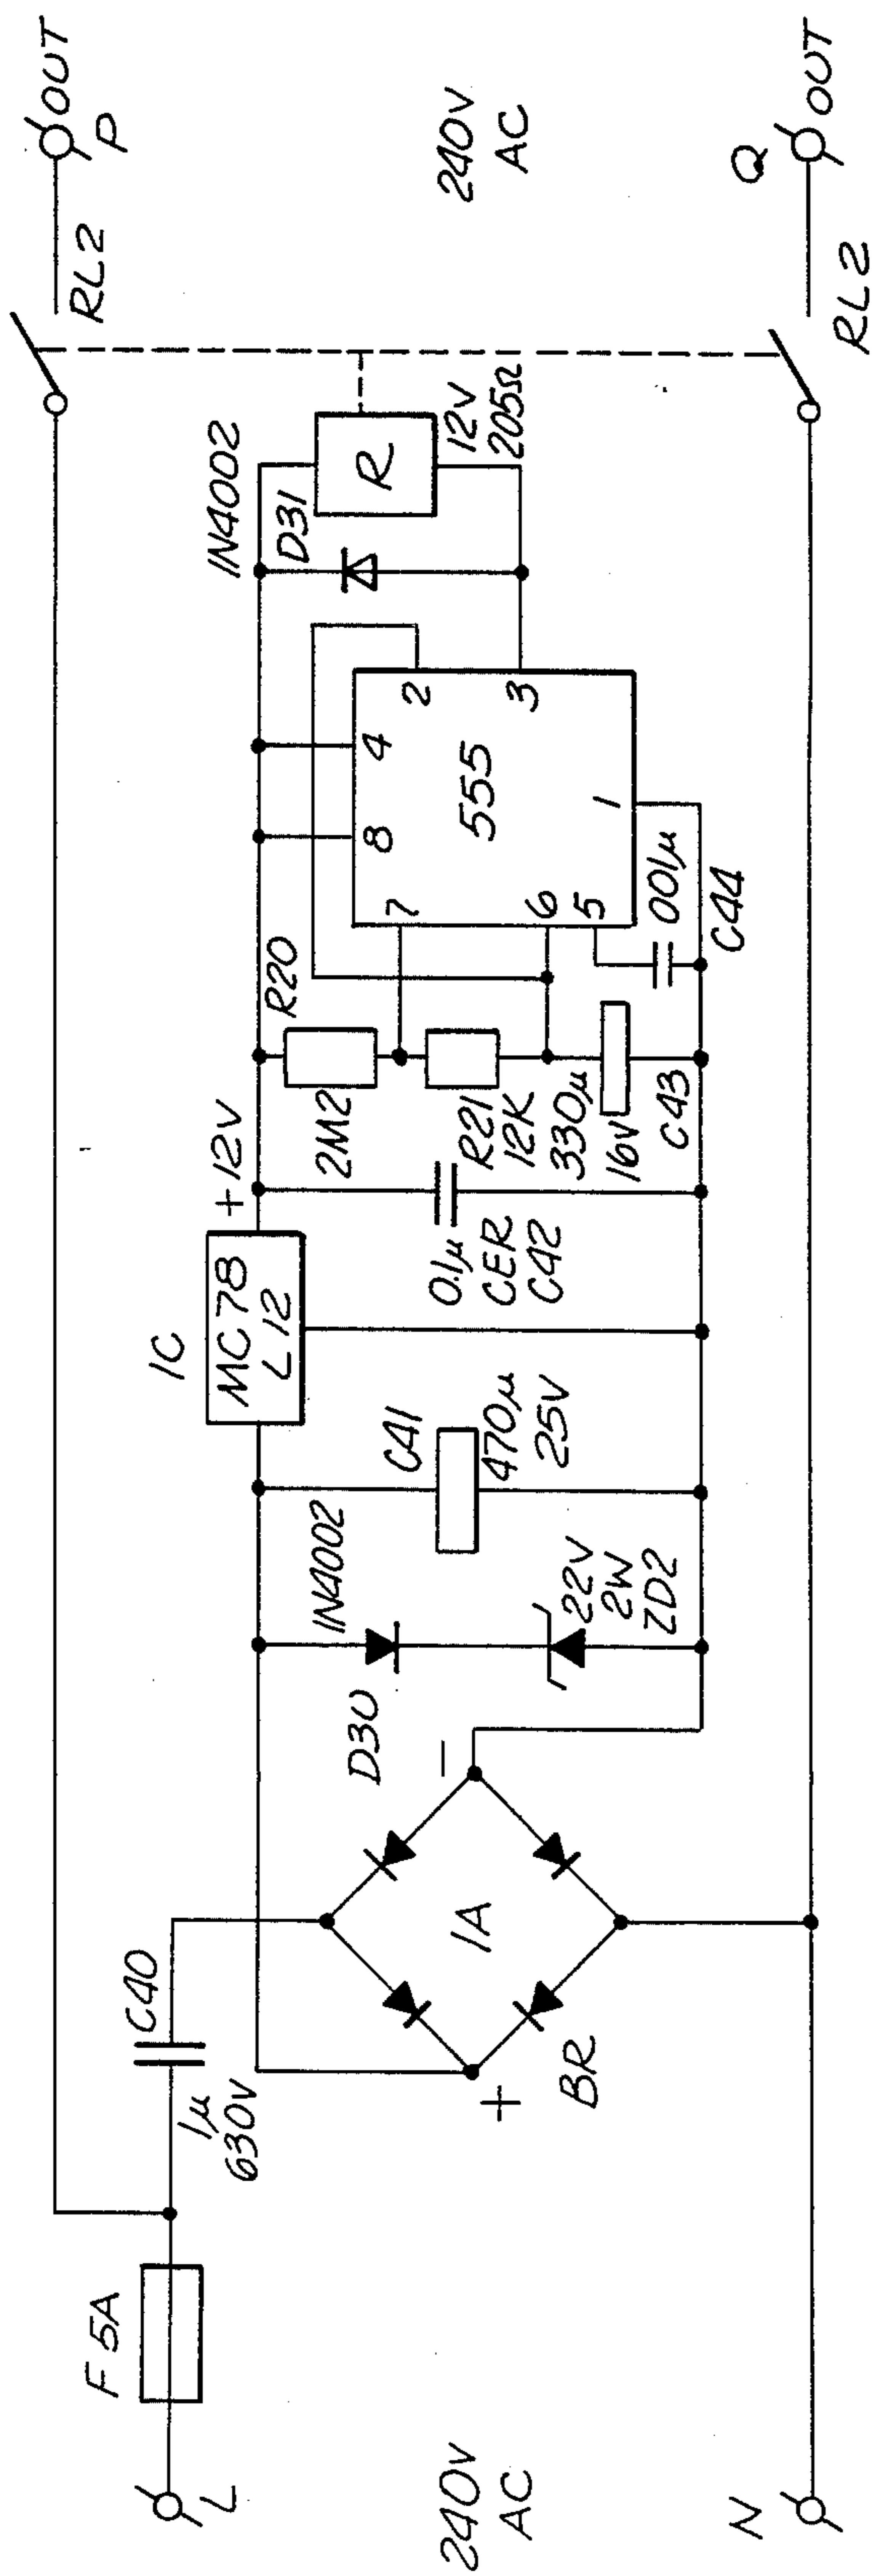 L
240V
AC
N
F 5A
1μ
630V
C40
+
1A
BR
-
D30
1N4002
22V
2W
ZD2
C41
470μ
25V
IC
MC78
L12
+12V
0.1μ
CER
C42
R20
2M2
R21
12K
330μ
16V
C43
7
6
5
8
4
555
2
3
1
001μ
C44
1N4002
D31
R
12V
205Ω
RL2
OUT
P
240V
AC
RL2
Q
OUT